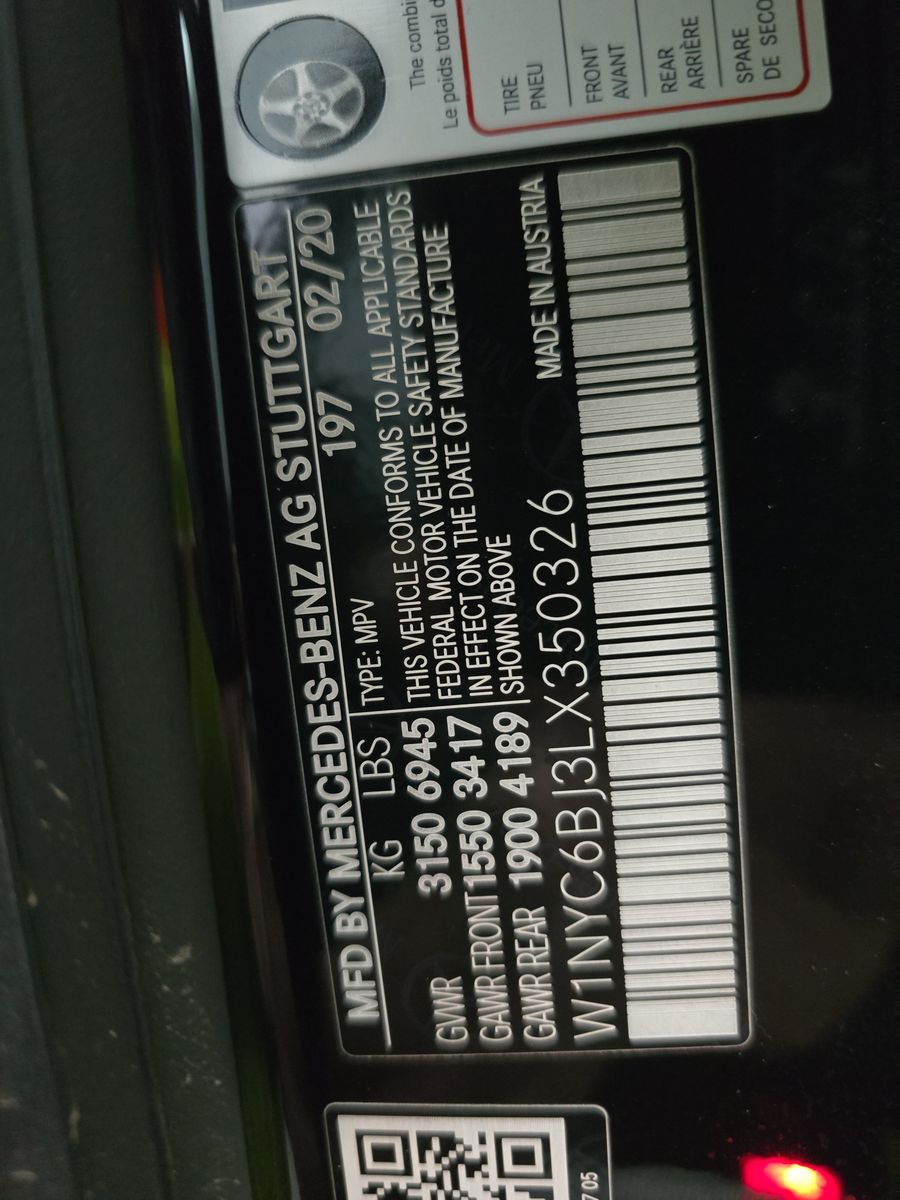 The combi
Le poids total d
TIRE
PNEU
FRONT
AVANT
REAR
ARRIÈRE
SPARE
DE SECO
MFD BY MERCEDES-BENZ AG STUTTGART
KG LBS 197 02/20
GVWR 3150 6945
GAWR FRONT 1550 3417
GAWR REAR 1900 4189
TYPE: MPV
THIS VEHICLE CONFORMS TO ALL APPLICABLE
FEDERAL MOTOR VEHICLE SAFETY STANDARDS
IN EFFECT ON THE DATE OF MANUFACTURE
SHOWN ABOVE
MADE IN AUSTRIA
W1NYC6BJ3LX350326
705